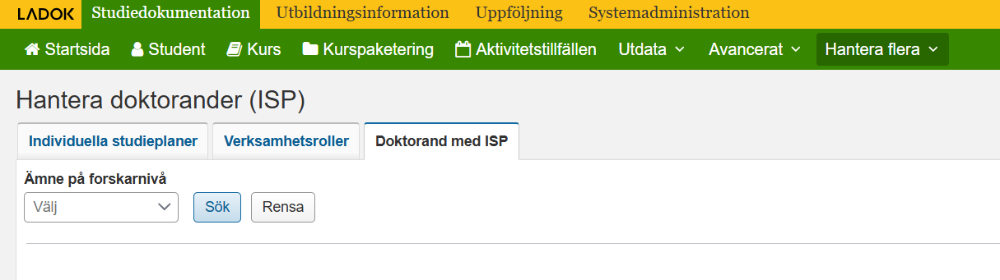 LADOK Studiedokumentation Utbildningsinformation Uppföljning Systemadministration
Startsida Student Kurs Kurspaketering Aktivitetstillfällen Utdata Avancerat Hantera flera
Hantera doktorander (ISP)
Individuella studieplaner Verksamhetsroller Doktorand med ISP
Ämne på forskarnivå
Välj Sök Rensa